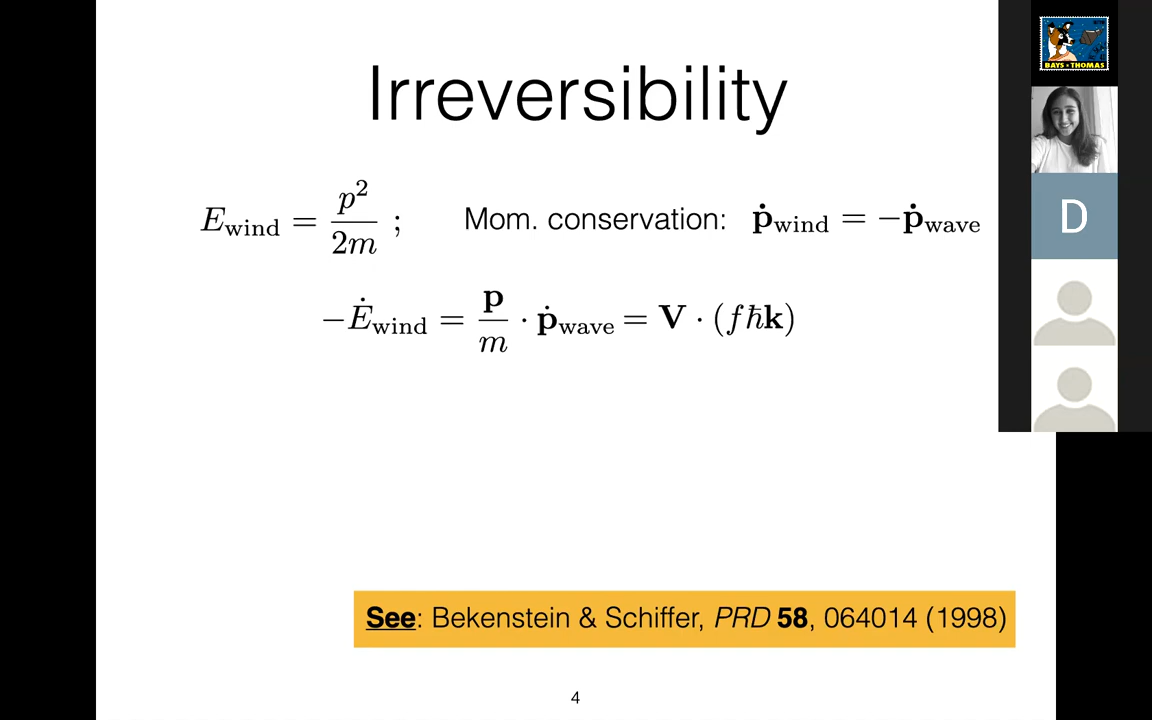 Irreversibility
E_wind = p²/2m ; Mom. conservation: ṗ_wind = −ṗ_wave
−Ė_wind = p/m · ṗ_wave = V · (fħk)
See: Bekenstein & Schiffer, PRD 58, 064014 (1998)
4
BAYS • THOMAS
D